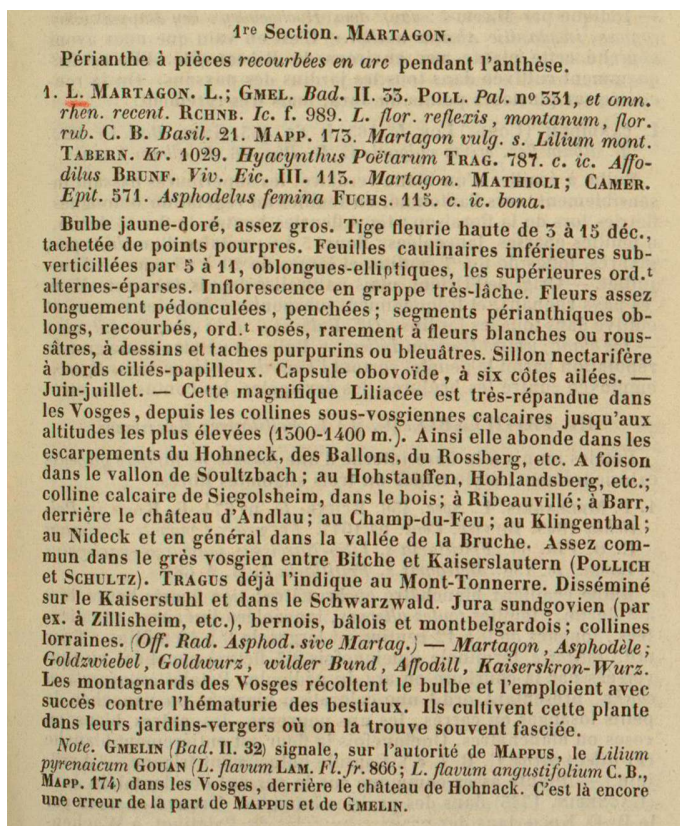 1re Section. MARTAGON.
Périanthe à pièces recourbées en arc pendant l'anthèse.
1. L. MARTAGON. L.; GMEL. Bad. II. 33. POLL. Pal. nº 331, et omn.
rhen. recent. RCHNB. Ic. f. 989. L. flor. reflexis, montanum, flor.
rub. C. B. Basil. 21. MAPP. 173. Martagon vulg. s. Lilium mont.
TABERN. Kr. 1029. Hyacynthus Poëtarum TRAG. 787. c. ic. Affo-
dilus BRUNF. Viv. Eic. III. 113. Martagon. MATHIOLI; CAMER.
Epit. 571. Asphodelus femina FUCHS. 115. c. ic. bona.
Bulbe jaune-doré, assez gros. Tige fleurie haute de 3 à 15 déc.,
tachetée de points pourpres. Feuilles caulinaires inférieures sub-
verticillées par 5 à 11, oblongues-elliptiques, les supérieures ord.t
alternes-éparses. Inflorescence en grappe très-lâche. Fleurs assez
longuement pédonculées, penchées; segments périanthiques ob-
longs, recourbés, ord.t rosés, rarement à fleurs blanches ou rous-
sâtres, à dessins et taches purpurins ou bleuâtres. Sillon nectarifère
à bords ciliés-papilleux. Capsule obovoïde, à six côtes ailées. —
Juin-juillet. — Cette magnifique Liliacée est très-répandue dans
les Vosges, depuis les collines sous-vosgiennes calcaires jusqu'aux
altitudes les plus élevées (1300-1400 m.). Ainsi elle abonde dans les
escarpements du Hohneck, des Ballons, du Rossberg, etc. A foison
dans le vallon de Soultzbach; au Hohstauffen, Hohlandsberg, etc.;
colline calcaire de Siegolsheim, dans le bois; à Ribeauvillé; à Barr,
derrière le château d'Andlau; au Champ-du-Feu; au Klingenthal;
au Nideck et en général dans la vallée de la Bruche. Assez com-
mun dans le grès vosgien entre Bitche et Kaiserslautern (POLLICH
et SCHULTZ). TRAGUS déjà l'indique au Mont-Tonnerre. Disséminé
sur le Kaiserstuhl et dans le Schwarzwald. Jura sundgovien (par
ex. à Zillisheim, etc.), bernois, bâlois et montbelgardois; collines
lorraines. (Off. Rad. Asphod. sive Martag.) — Martagon, Asphodèle;
Goldzwiebel, Goldwurz, wilder Bund, Affodill, Kaiserskron-Wurz.
Les montagnards des Vosges récoltent le bulbe et l'emploient avec
succès contre l'hématurie des bestiaux. Ils cultivent cette plante
dans leurs jardins-vergers où on la trouve souvent fasciée.
Note. GMELIN (Bad. II. 32) signale, sur l'autorité de MAPPUS, le Lilium
pyrenaicum GOUAN (L. flavum LAM. Fl. fr. 866; L. flavum angustifolium C. B.,
MAPP. 174) dans les Vosges, derrière le château de Hohnack. C'est là encore
une erreur de la part de MAPPUS et de GMELIN.